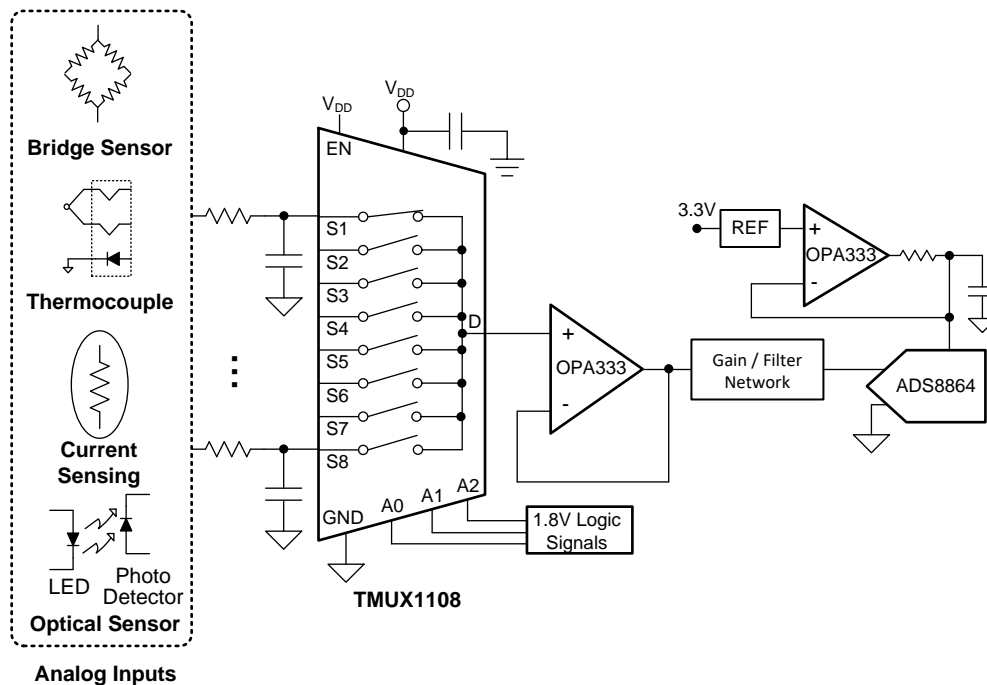 Bridge Sensor
Thermocouple
Current
Sensing
LED
Photo
Detector
Optical Sensor
Analog Inputs
...
VDD
VDD
EN
S1
S2
S3
S4
S5
S6
S7
S8
D
GND
A0
A1
A2
1.8V Logic
Signals
TMUX1108
+
OPA333
-
Gain / Filter
Network
3.3V
REF
+
OPA333
-
ADS8864